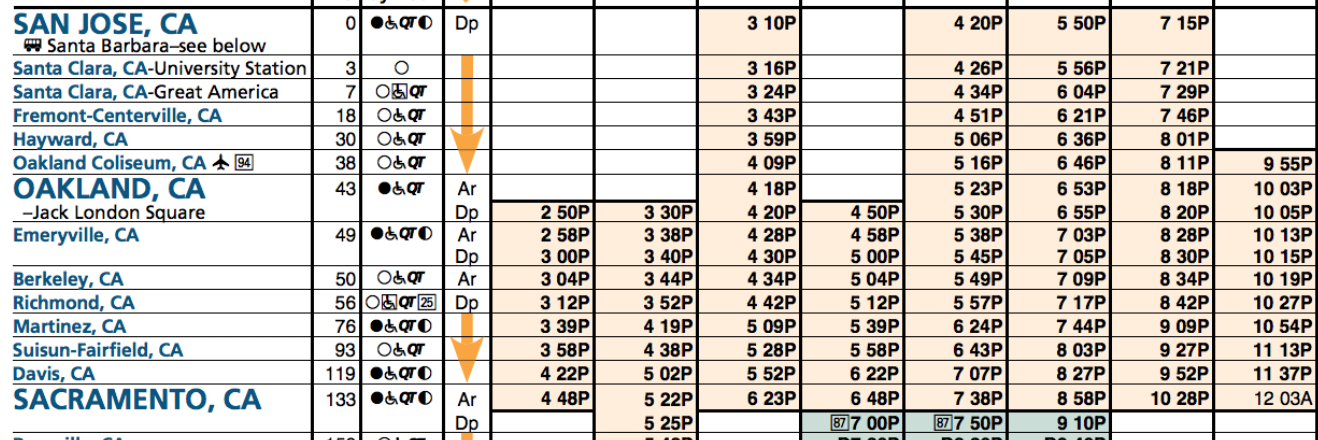 SAN JOSE, CA 0 QT Dp 3 10P 4 20P 5 50P 7 15P
Santa Barbara–see below
Santa Clara, CA-University Station 3 3 16P 4 26P 5 56P 7 21P
Santa Clara, CA-Great America 7 QT 3 24P 4 34P 6 04P 7 29P
Fremont-Centerville, CA 18 QT 3 43P 4 51P 6 21P 7 46P
Hayward, CA 30 QT 3 59P 5 06P 6 36P 8 01P
Oakland Coliseum, CA 94 38 QT 4 09P 5 16P 6 46P 8 11P 9 55P
OAKLAND, CA 43 QT Ar 4 18P 5 23P 6 53P 8 18P 10 03P
–Jack London Square Dp 2 50P 3 30P 4 20P 4 50P 5 30P 6 55P 8 20P 10 05P
Emeryville, CA 49 QT Ar 2 58P 3 38P 4 28P 4 58P 5 38P 7 03P 8 28P 10 13P
Dp 3 00P 3 40P 4 30P 5 00P 5 45P 7 05P 8 30P 10 15P
Berkeley, CA 50 QT Ar 3 04P 3 44P 4 34P 5 04P 5 49P 7 09P 8 34P 10 19P
Richmond, CA 56 QT 25 Dp 3 12P 3 52P 4 42P 5 12P 5 57P 7 17P 8 42P 10 27P
Martinez, CA 76 QT 3 39P 4 19P 5 09P 5 39P 6 24P 7 44P 9 09P 10 54P
Suisun-Fairfield, CA 93 QT 3 58P 4 38P 5 28P 5 58P 6 43P 8 03P 9 27P 11 13P
Davis, CA 119 QT 4 22P 5 02P 5 52P 6 22P 7 07P 8 27P 9 52P 11 37P
SACRAMENTO, CA 133 QT Ar 4 48P 5 22P 6 23P 6 48P 7 38P 8 58P 10 28P 12 03A
Dp 5 25P 87 7 00P 87 7 50P 9 10P